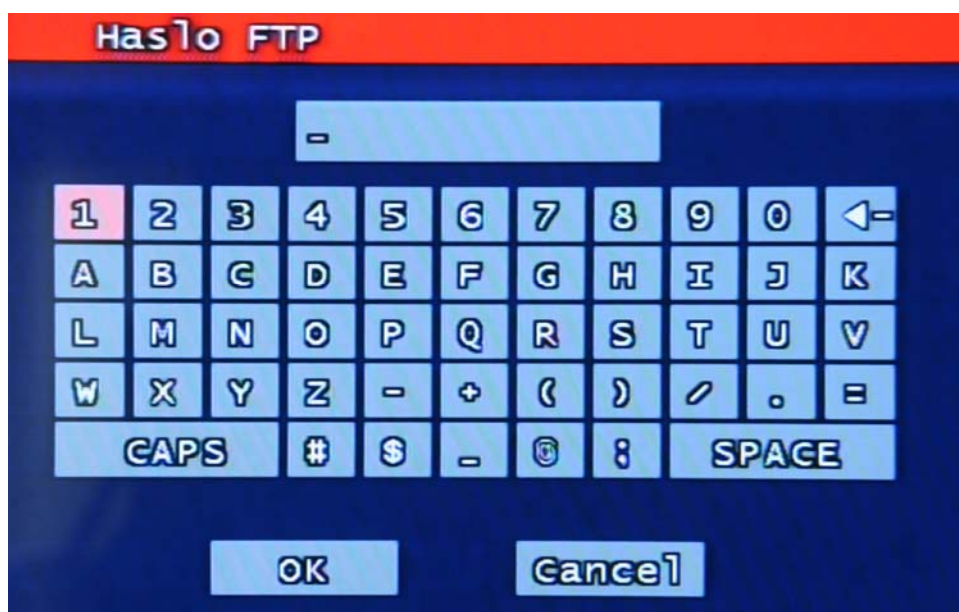 Haslo FTP
_
1 2 3 4 5 6 7 8 9 0
A B C D E F G H I J K
L M N O P Q R S T U V
W X Y Z - + ( ) / . =
CAPS # $ _ @ ; SPACE
OK Cancel